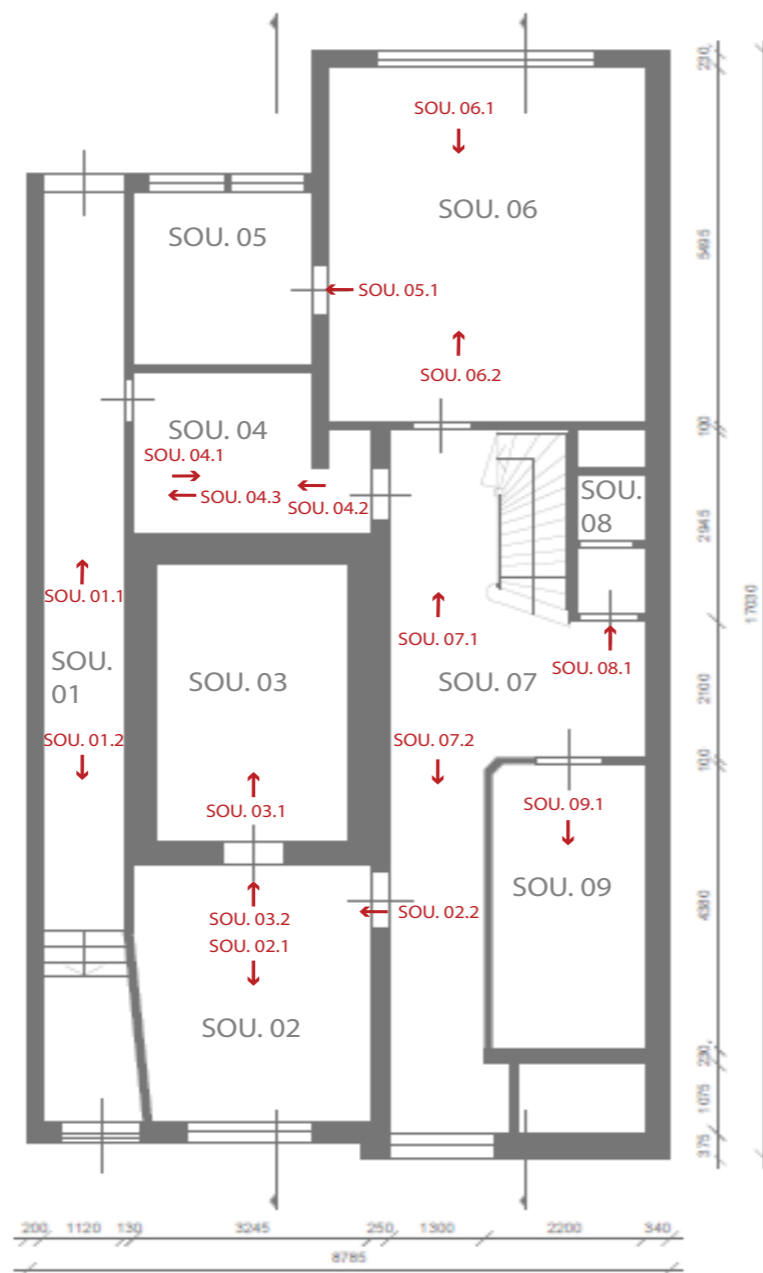 SOU. 06.1
SOU. 06
SOU. 05
SOU. 05.1
SOU. 06.2
SOU. 04
SOU. 04.1
SOU. 04.3
SOU. 04.2
SOU.
08
SOU. 01.1
SOU. 07.1
SOU.
01
SOU. 03
SOU. 07
SOU. 08.1
SOU. 01.2
SOU. 07.2
SOU. 03.1
SOU. 09.1
SOU. 09
SOU. 03.2
SOU. 02.2
SOU. 02.1
SOU. 02
230
5495
100
2945
2100
100
4380
230
1075
375
17030
200 1120 130 3245 250 1300 2200 340
8785